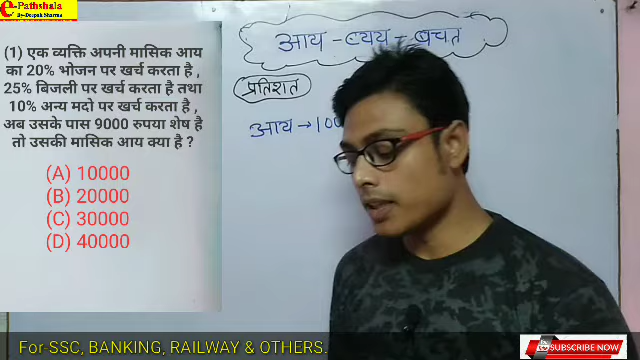 e-Pathshala
By-Deepak Sharma
आय - व्यय - बचत
प्रतिशत
आय → 100
(1) एक व्यक्ति अपनी मासिक आय
का 20% भोजन पर खर्च करता है ,
25% बिजली पर खर्च करता है तथा
10% अन्य मदो पर खर्च करता है ,
अब उसके पास 9000 रुपया शेष है
तो उसकी मासिक आय क्या है ?
(A) 10000
(B) 20000
(C) 30000
(D) 40000
For-SSC, BANKING, RAILWAY & OTHERS.
SUBSCRIBE NOW